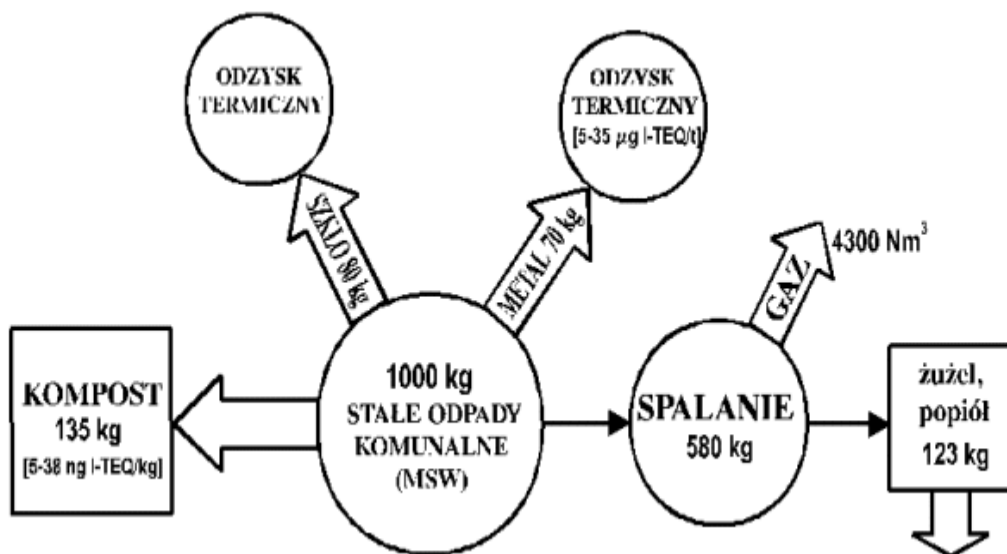 ODZYSK
TERMICZNY
ODZYSK
TERMICZNY
[5-35 µg I-TEQ/t]
SZKŁO 80 kg
METAL 70 kg
GAZ
4300 Nm³
KOMPOST
135 kg
[5-38 ng I-TEQ/kg]
1000 kg
STAŁE ODPADY
KOMUNALNE
(MSW)
SPALANIE
580 kg
żużel,
popiół
123 kg